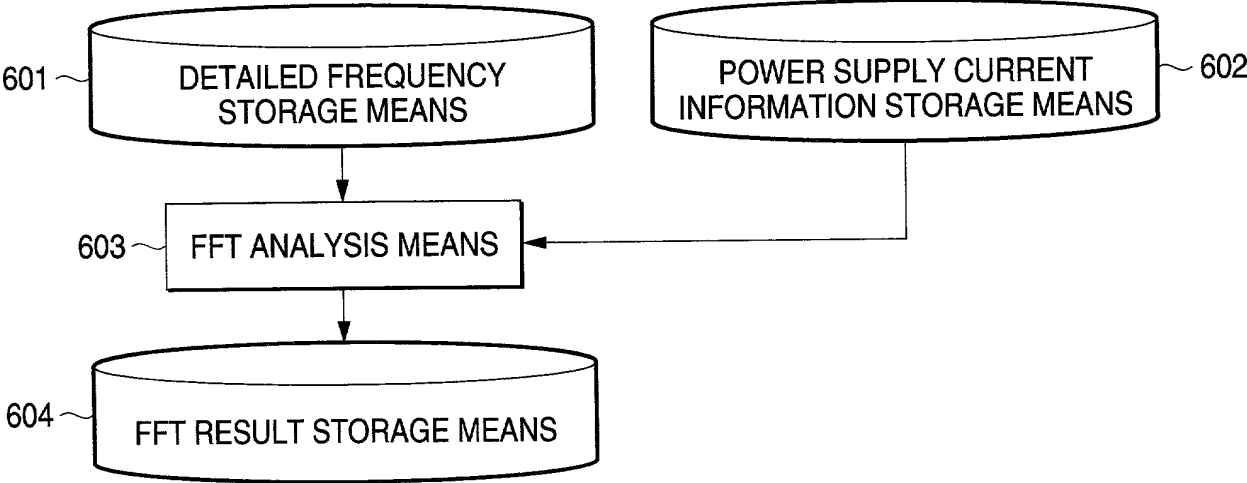 601
DETAILED FREQUENCY
STORAGE MEANS
POWER SUPPLY CURRENT
INFORMATION STORAGE MEANS
602
603
FFT ANALYSIS MEANS
604
FFT RESULT STORAGE MEANS